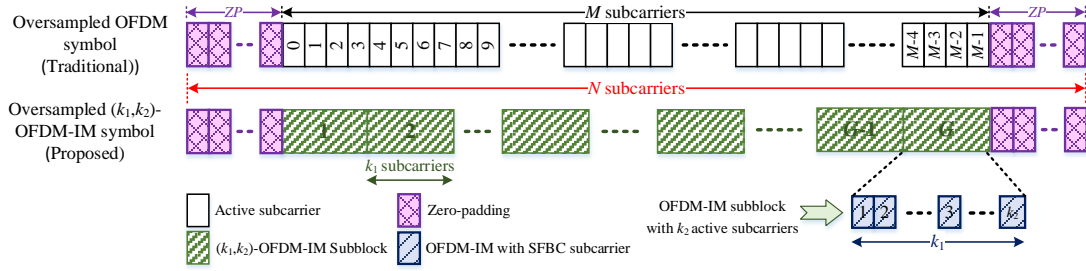 ZP
M subcarriers
ZP
Oversampled OFDM
symbol
(Traditional))
0 1 2 3 4 5 6 7 8 9
M-4 M-3 M-2 M-1
N subcarriers
Oversampled (k1,k2)-
OFDM-IM symbol
(Proposed)
1 2 G-1 G
k1 subcarriers
Active subcarrier
Zero-padding
(k1,k2)-OFDM-IM Subblock
OFDM-IM with SFBC subcarrier
OFDM-IM subblock
with k2 active subcarriers
1 2 3 k2
k1